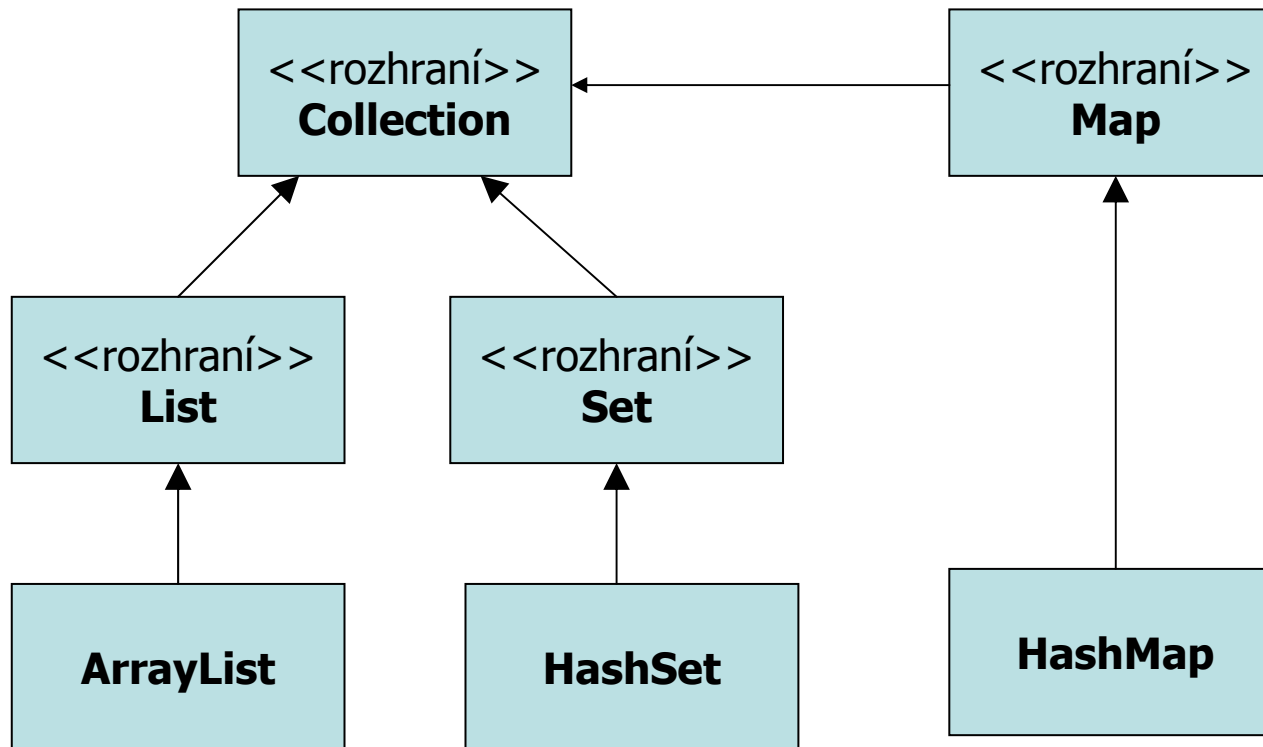 <<rozhraní>>
Collection
<<rozhraní>>
Map
<<rozhraní>>
List
<<rozhraní>>
Set
ArrayList
HashSet
HashMap